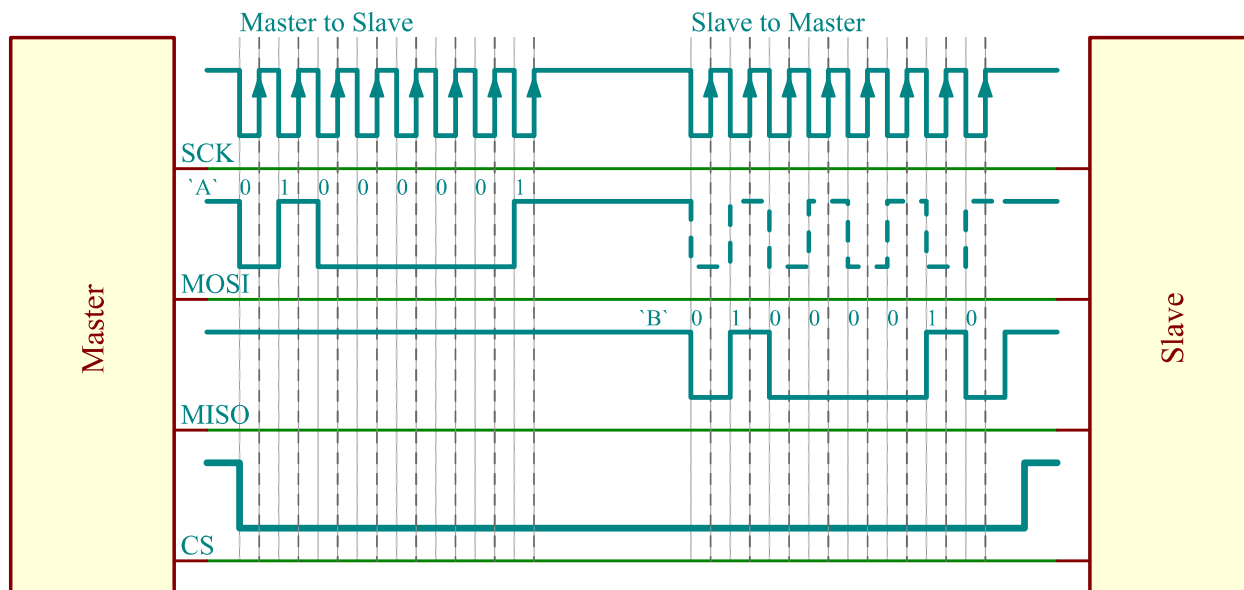 Master to Slave
Slave to Master
SCK
`A` 0 1 0 0 0 0 0 1
MOSI
`B` 0 1 0 0 0 0 1 0
MISO
CS
Master
Slave